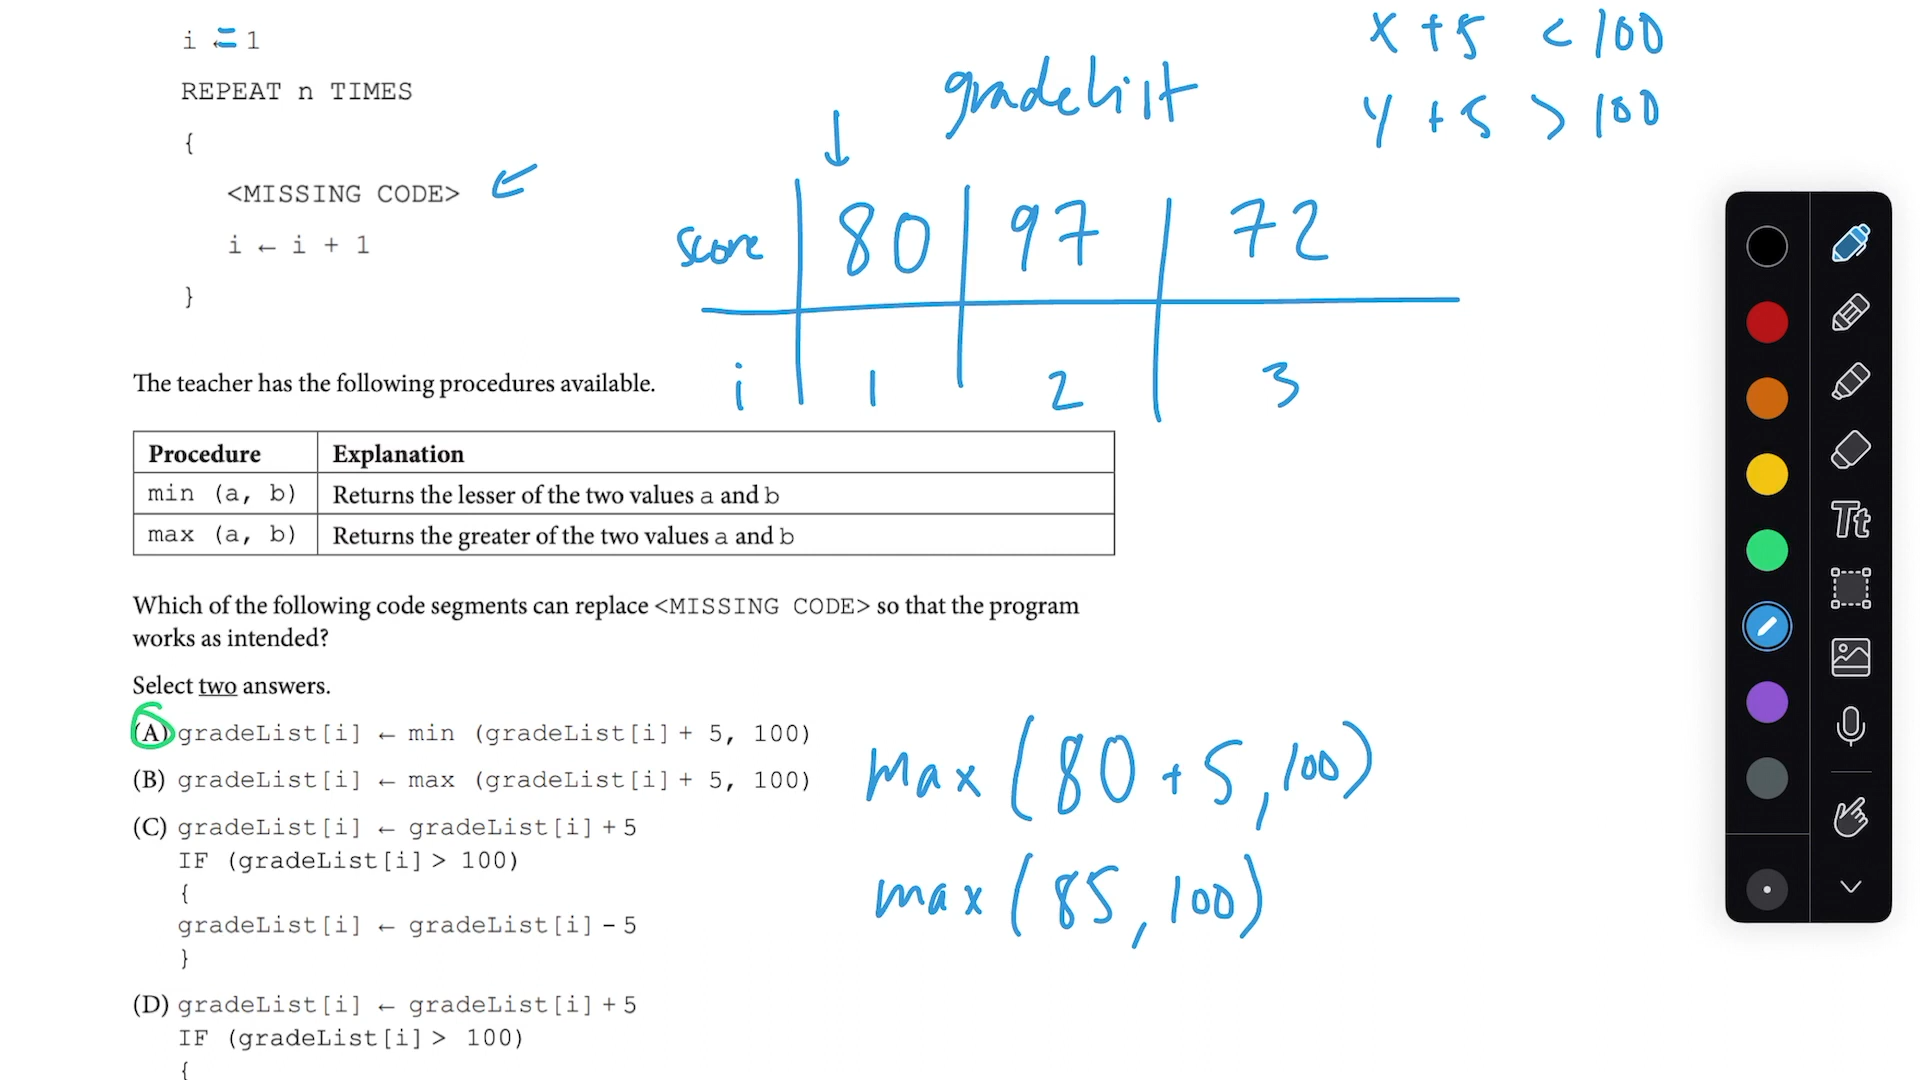 i ← = 1
REPEAT n TIMES
{
<MISSING CODE>
i ← i + 1
}
gradeList
x + 5 < 100
y + 5 > 100
score 80 97 72
i 1 2 3
The teacher has the following procedures available.
Procedure Explanation
min (a, b) Returns the lesser of the two values a and b
max (a, b) Returns the greater of the two values a and b
Which of the following code segments can replace <MISSING CODE> so that the program
works as intended?
Select two answers.
(A) gradeList[i] ← min (gradeList[i] + 5, 100)
(B) gradeList[i] ← max (gradeList[i] + 5, 100)
(C) gradeList[i] ← gradeList[i] + 5
IF (gradeList[i] > 100)
{
gradeList[i] ← gradeList[i] - 5
}
(D) gradeList[i] ← gradeList[i] + 5
IF (gradeList[i] > 100)
{
max (80 + 5, 100)
max (85, 100)
Tt